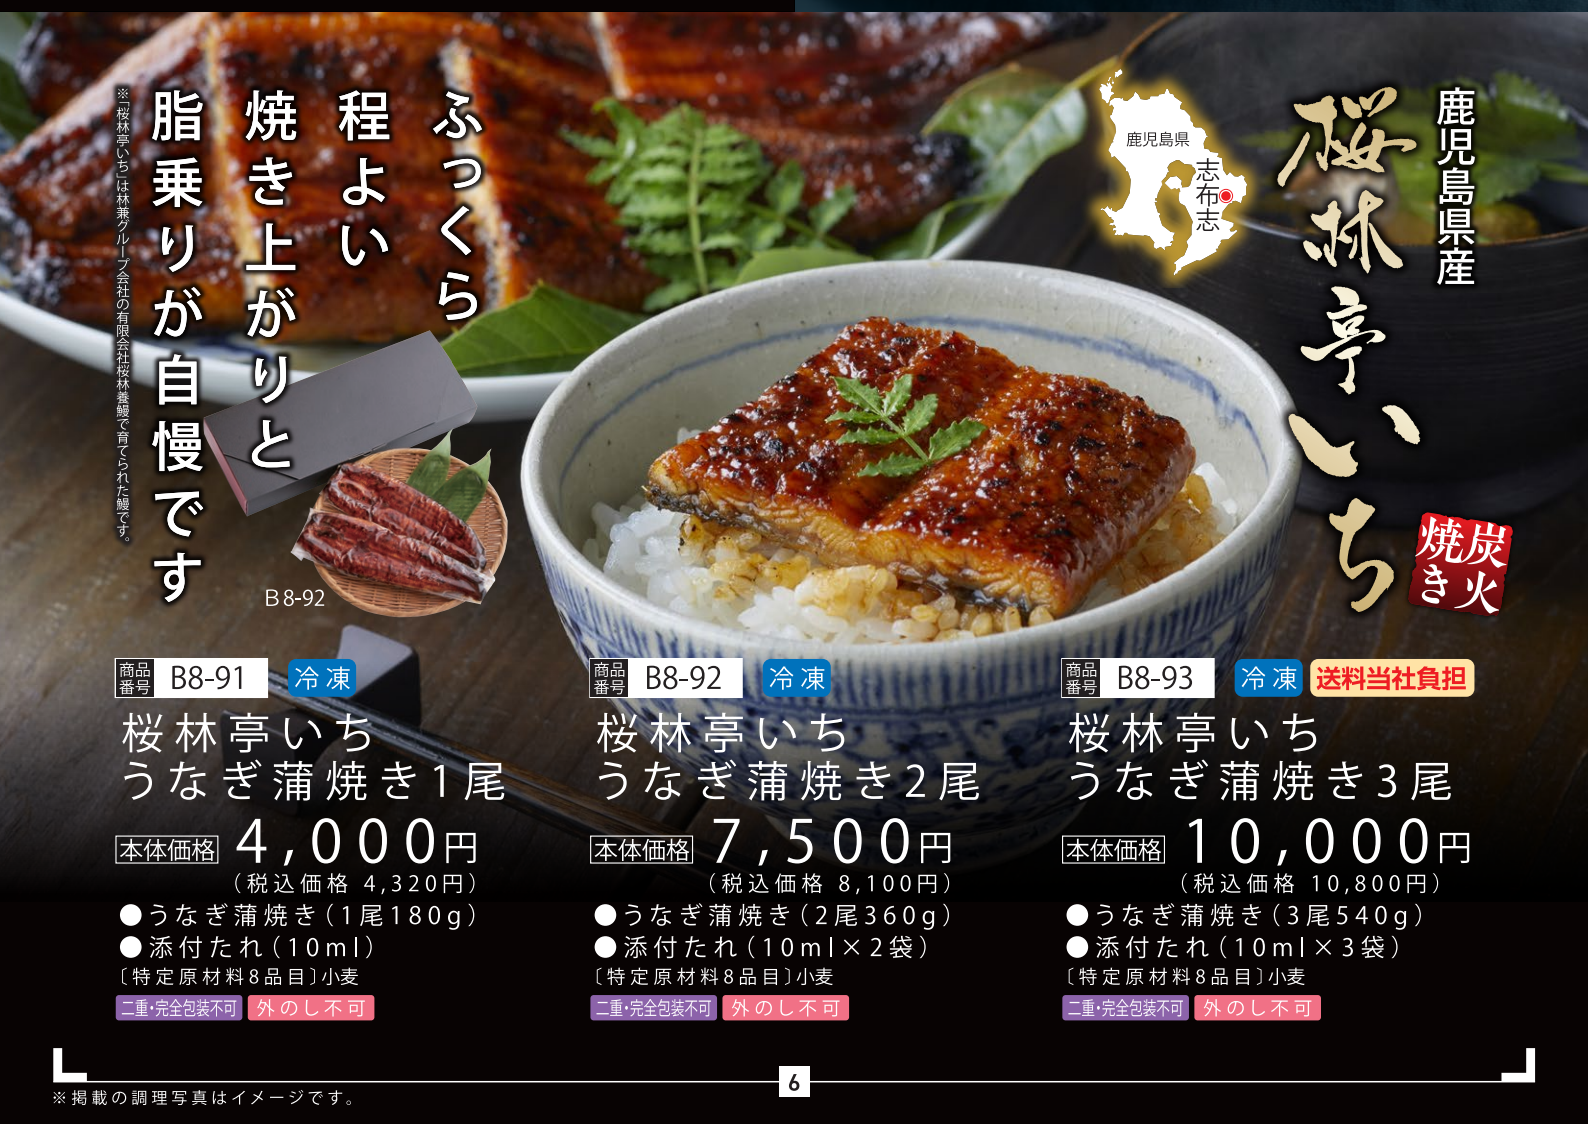 鹿児島県産
桜林亭いち
炭火
焼き
鹿児島県
志布志
ふっくら
程よい
焼き上がりと
脂乗りが自慢です
※「桜林亭いち」は林兼グループ会社の有限会社桜林養鰻で育てられた鰻です。
B8-92
商品番号 B8-91 冷凍
桜林亭いち
うなぎ蒲焼き1尾
本体価格 4,000円
（税込価格 4,320円）
●うなぎ蒲焼き（1尾180g）
●添付たれ（10ml）
〔特定原材料8品目〕小麦
二重・完全包装不可 外のし不可
商品番号 B8-92 冷凍
桜林亭いち
うなぎ蒲焼き2尾
本体価格 7,500円
（税込価格 8,100円）
●うなぎ蒲焼き（2尾360g）
●添付たれ（10ml×2袋）
〔特定原材料8品目〕小麦
二重・完全包装不可 外のし不可
商品番号 B8-93 冷凍 送料当社負担
桜林亭いち
うなぎ蒲焼き3尾
本体価格 10,000円
（税込価格 10,800円）
●うなぎ蒲焼き（3尾540g）
●添付たれ（10ml×3袋）
〔特定原材料8品目〕小麦
二重・完全包装不可 外のし不可
6
※掲載の調理写真はイメージです。